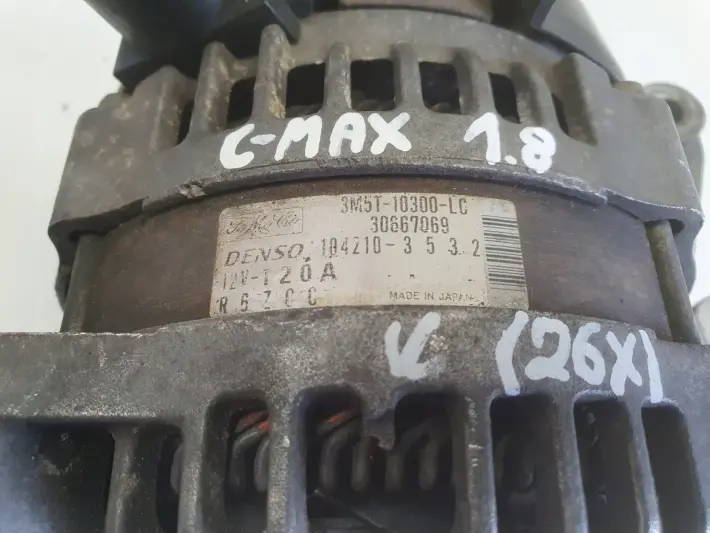 C-MAX 1.8
3M5T-10300-LC
30667069
DENSO 104210-3532
12V-120A
MADE IN JAPAN
(26X)